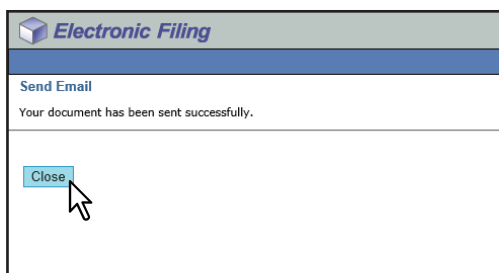 Electronic Filing
Send Email
Your document has been sent successfully.
Close